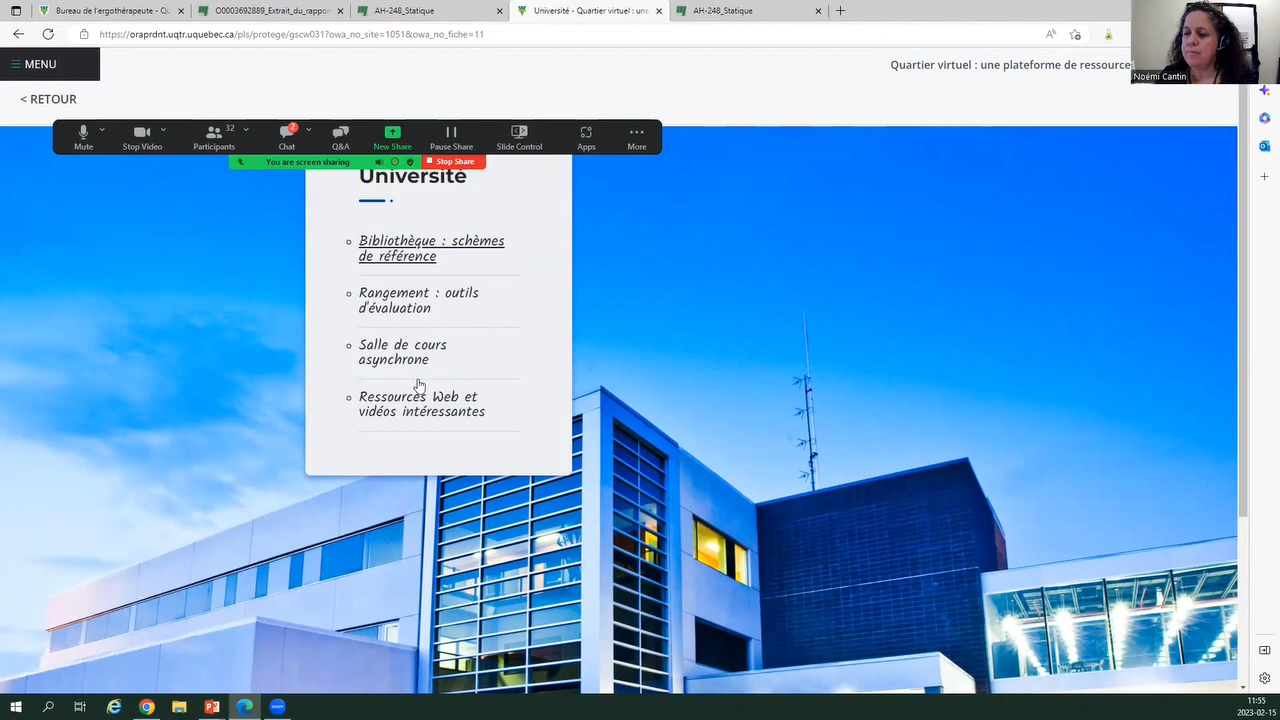 Bureau de l'ergothérapeute - Qu
O0003692889_Extrait_du_rappor
AH-248_Statique
Université - Quartier virtuel : une
AH-248_Statique
https://oraprdnt.uqtr.uquebec.ca/pls/protege/gscw031?owa_no_site=1051&owa_no_fiche=11
MENU
Quartier virtuel : une plateforme de ressources
Noémi Cantin
< RETOUR
Mute
Stop Video
32
Participants
2
Chat
Q&A
New Share
Pause Share
Slide Control
Apps
More
You are screen sharing
Stop Share
Université
Bibliothèque : schèmes
de référence
Rangement : outils
d'évaluation
Salle de cours
asynchrone
Ressources Web et
vidéos intéressantes
zoom
11:55
2023-02-15